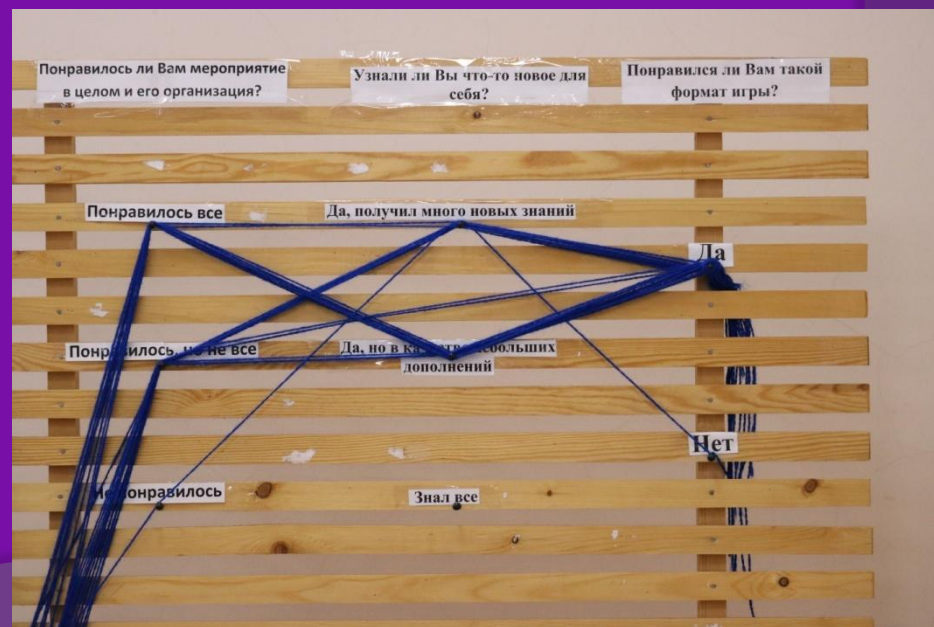 Понравилось ли Вам мероприятие
в целом и его организация?
Узнали ли Вы что-то новое для
себя?
Понравился ли Вам такой
формат игры?
Понравилось все
Да, получил много новых знаний
Да
Понравилось, но не все
Да, но в качестве небольших
дополнений
Нет
Не понравилось
Знал все